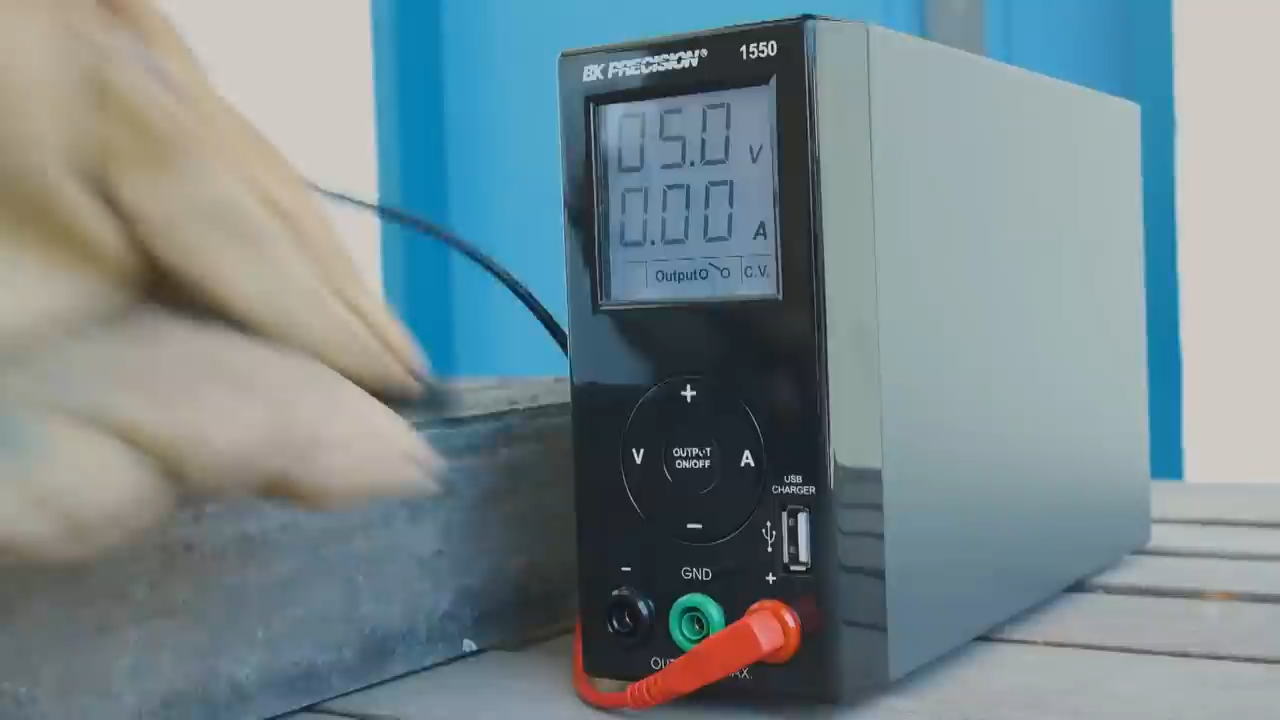 BK PRECISION® 1550
05.0 V
0.00 A
Output C.V.
+
V OUTPUT ON/OFF A
−
USB
CHARGER
− GND +